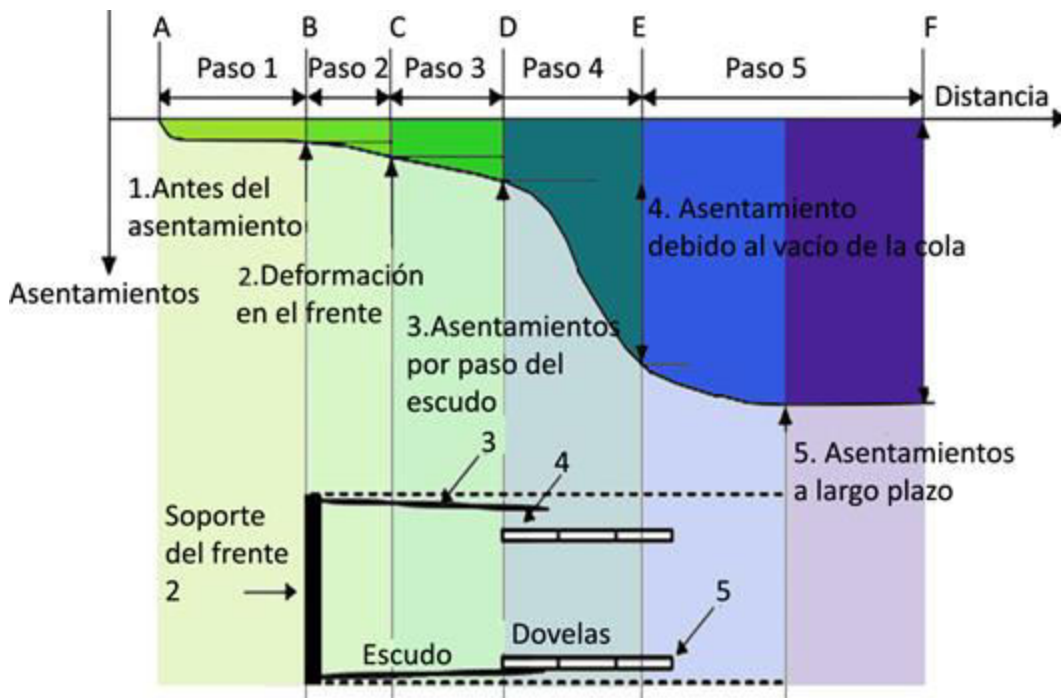 A
B
C
D
E
F
Paso 1
Paso 2
Paso 3
Paso 4
Paso 5
Distancia
Asentamientos
1.Antes del
asentamiento
2.Deformación
en el frente
3.Asentamientos
por paso del
escudo
4. Asentamiento
debido al vacío de la cola
5. Asentamientos
a largo plazo
3
4
Soporte
del frente
2
5
Dovelas
Escudo